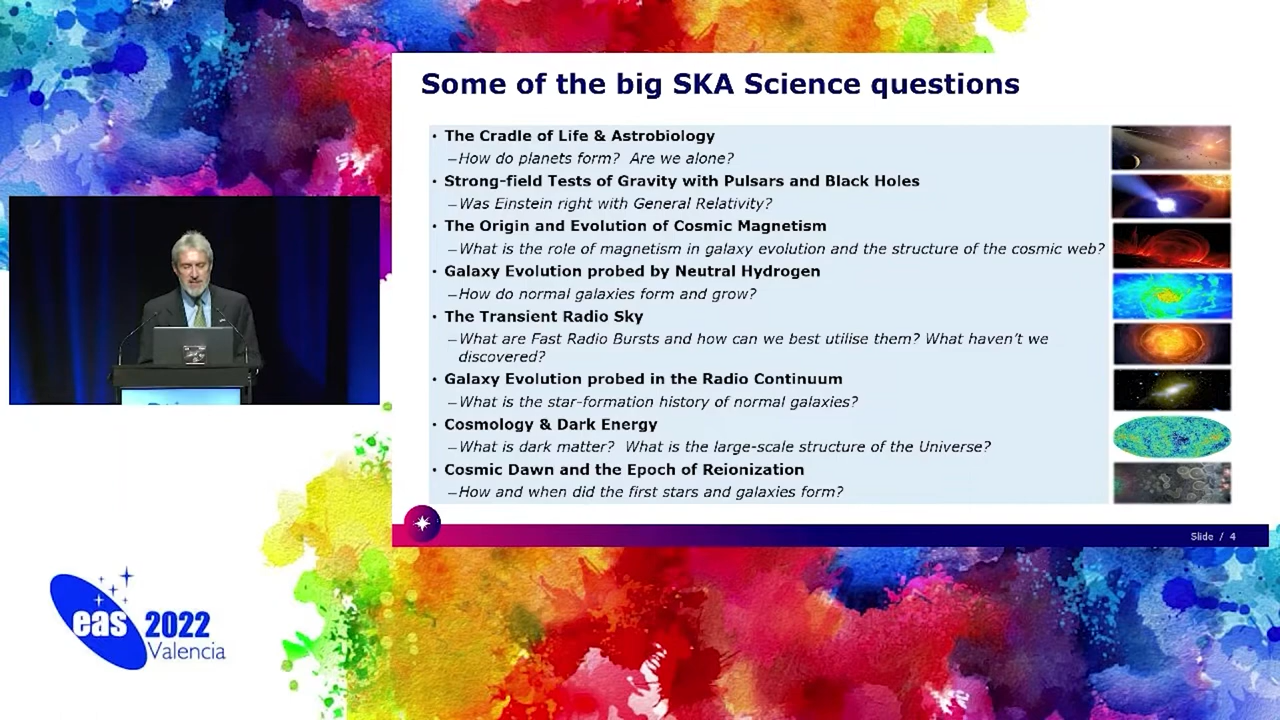 Some of the big SKA Science questions
• The Cradle of Life & Astrobiology
–How do planets form? Are we alone?
• Strong-field Tests of Gravity with Pulsars and Black Holes
–Was Einstein right with General Relativity?
• The Origin and Evolution of Cosmic Magnetism
–What is the role of magnetism in galaxy evolution and the structure of the cosmic web?
• Galaxy Evolution probed by Neutral Hydrogen
–How do normal galaxies form and grow?
• The Transient Radio Sky
–What are Fast Radio Bursts and how can we best utilise them? What haven’t we
discovered?
• Galaxy Evolution probed in the Radio Continuum
–What is the star-formation history of normal galaxies?
• Cosmology & Dark Energy
–What is dark matter? What is the large-scale structure of the Universe?
• Cosmic Dawn and the Epoch of Reionization
–How and when did the first stars and galaxies form?
Slide / 4
eas 2022
Valencia